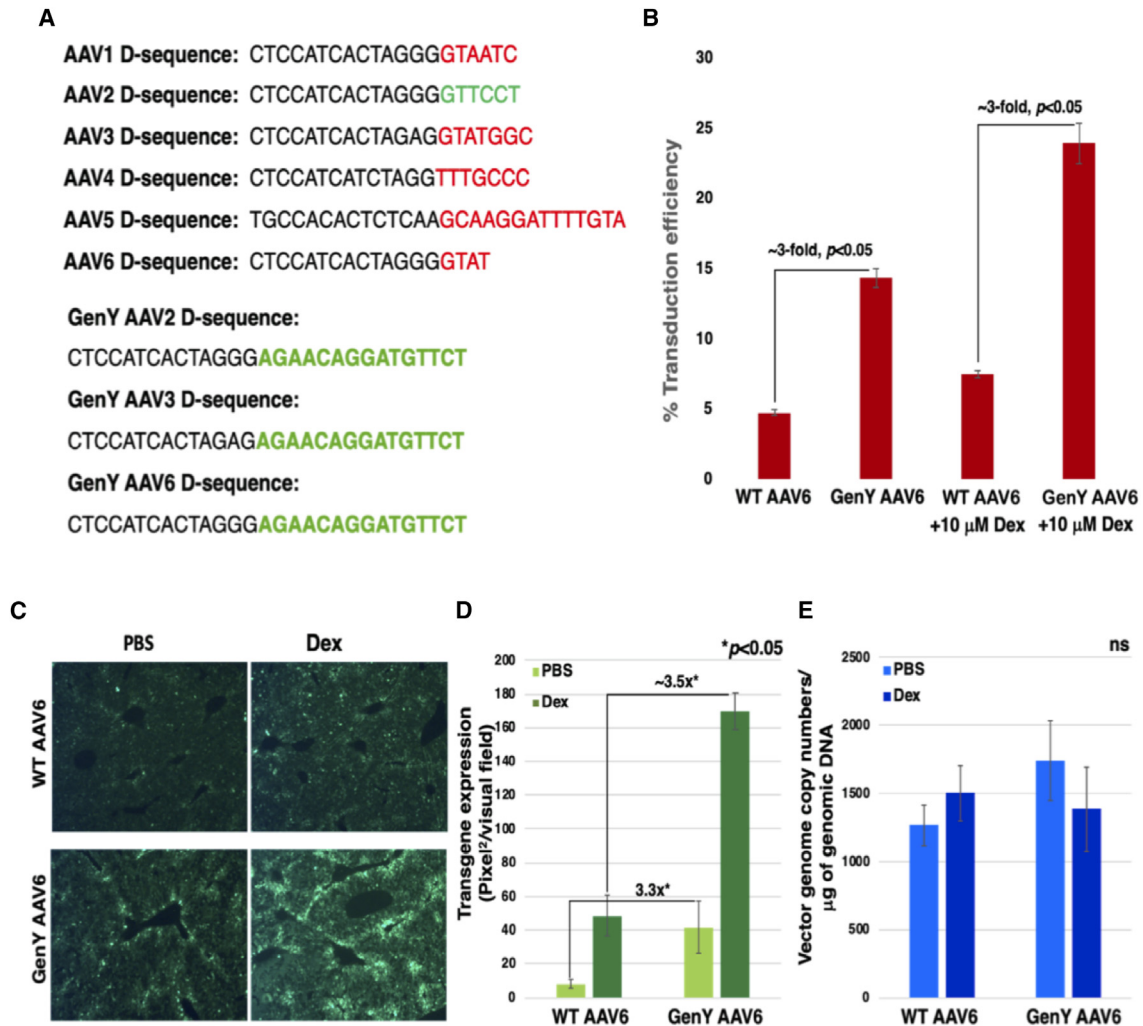 A
AAV1 D-sequence: CTCCATCACTAGGGGTAATC
AAV2 D-sequence: CTCCATCACTAGGGGTTCCT
AAV3 D-sequence: CTCCATCACTAGAGGTATGGC
AAV4 D-sequence: CTCCATCATCTAGGTTTGCCC
AAV5 D-sequence: TGCCACACTCTCAAGCAAGGATTTTGTA
AAV6 D-sequence: CTCCATCACTAGGGGTAT
GenY AAV2 D-sequence:
CTCCATCACTAGGGAGAACAGGATGTTCT
GenY AAV3 D-sequence:
CTCCATCACTAGAGAGAACAGGATGTTCT
GenY AAV6 D-sequence:
CTCCATCACTAGGGAGAACAGGATGTTCT
B
% Transduction efficiency
30
25
20
15
10
5
0
~3-fold, p<0.05
~3-fold, p<0.05
WT AAV6
GenY AAV6
WT AAV6
+10 µM Dex
GenY AAV6
+10 µM Dex
C
PBS
Dex
WT AAV6
GenY AAV6
D
*p<0.05
Transgene expression
(Pixel²/visual field)
200
180
160
140
120
100
80
60
40
20
0
PBS
Dex
~3.5x*
3.3x*
WT AAV6
GenY AAV6
E
ns
Vector genome copy numbers/
µg of genomic DNA
2500
2000
1500
1000
500
0
PBS
Dex
WT AAV6
GenY AAV6